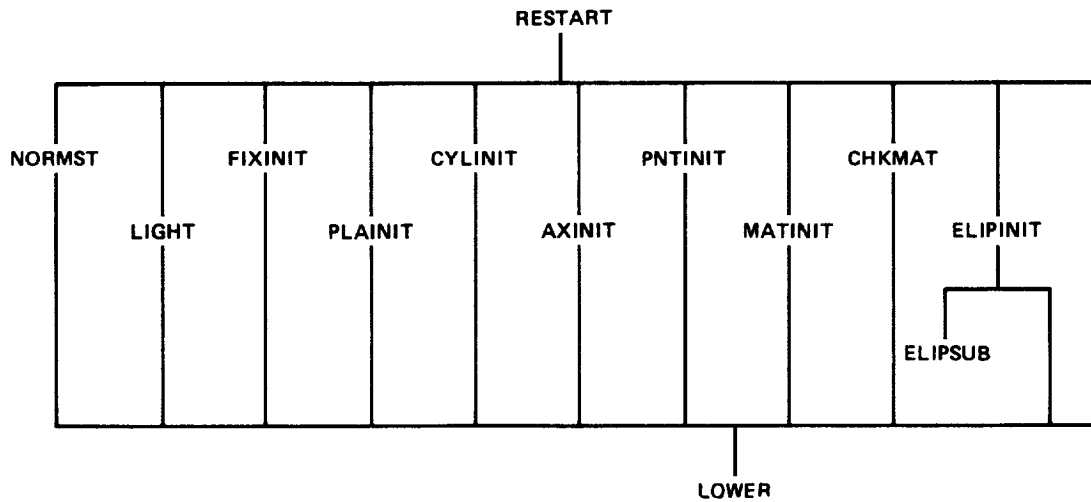 RESTART
NORMST FIXINIT CYLINIT PNTINIT CHKMAT
LIGHT PLAINIT AXINIT MATINIT ELIPINIT
ELIPSUB
LOWER